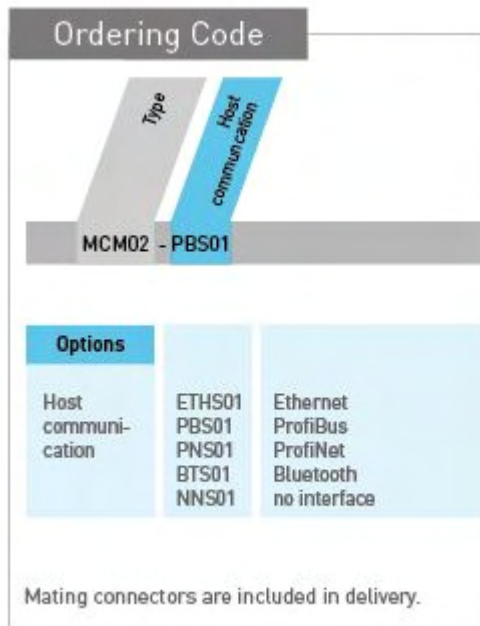 Ordering Code
Type
Host
communcation
MCM02 - PBS01
Options
Host
communi-
cation
ETHS01 Ethernet
PBS01 ProfiBus
PNS01 ProfiNet
BTS01 Bluetooth
NNS01 no interface
Mating connectors are included in delivery.